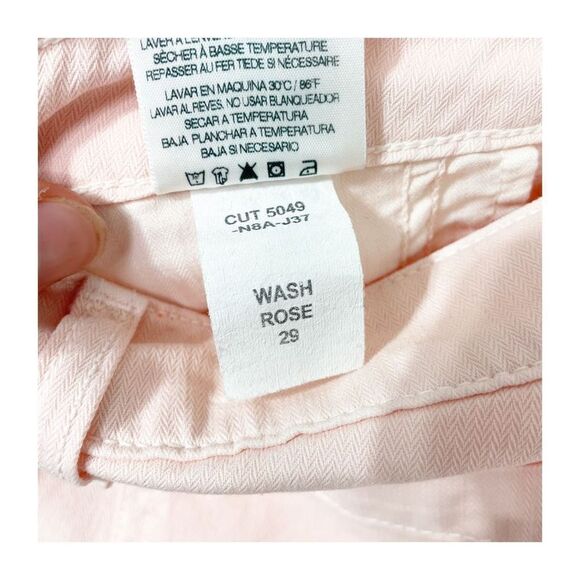 LAVER À L'ENVERS
SÉCHER À BASSE TEMPERATURE
REPASSER AU FER TIEDE SI NÉCESSAIRE
LAVAR EN MAQUINA 30°C / 86°F
LAVAR AL REVES. NO USAR BLANQUEADOR
SECAR A TEMPERATURA
BAJA. PLANCHAR A TEMPERATURA
BAJA SI NECESARIO
CUT 5049
-N8A-J37
WASH
ROSE
29